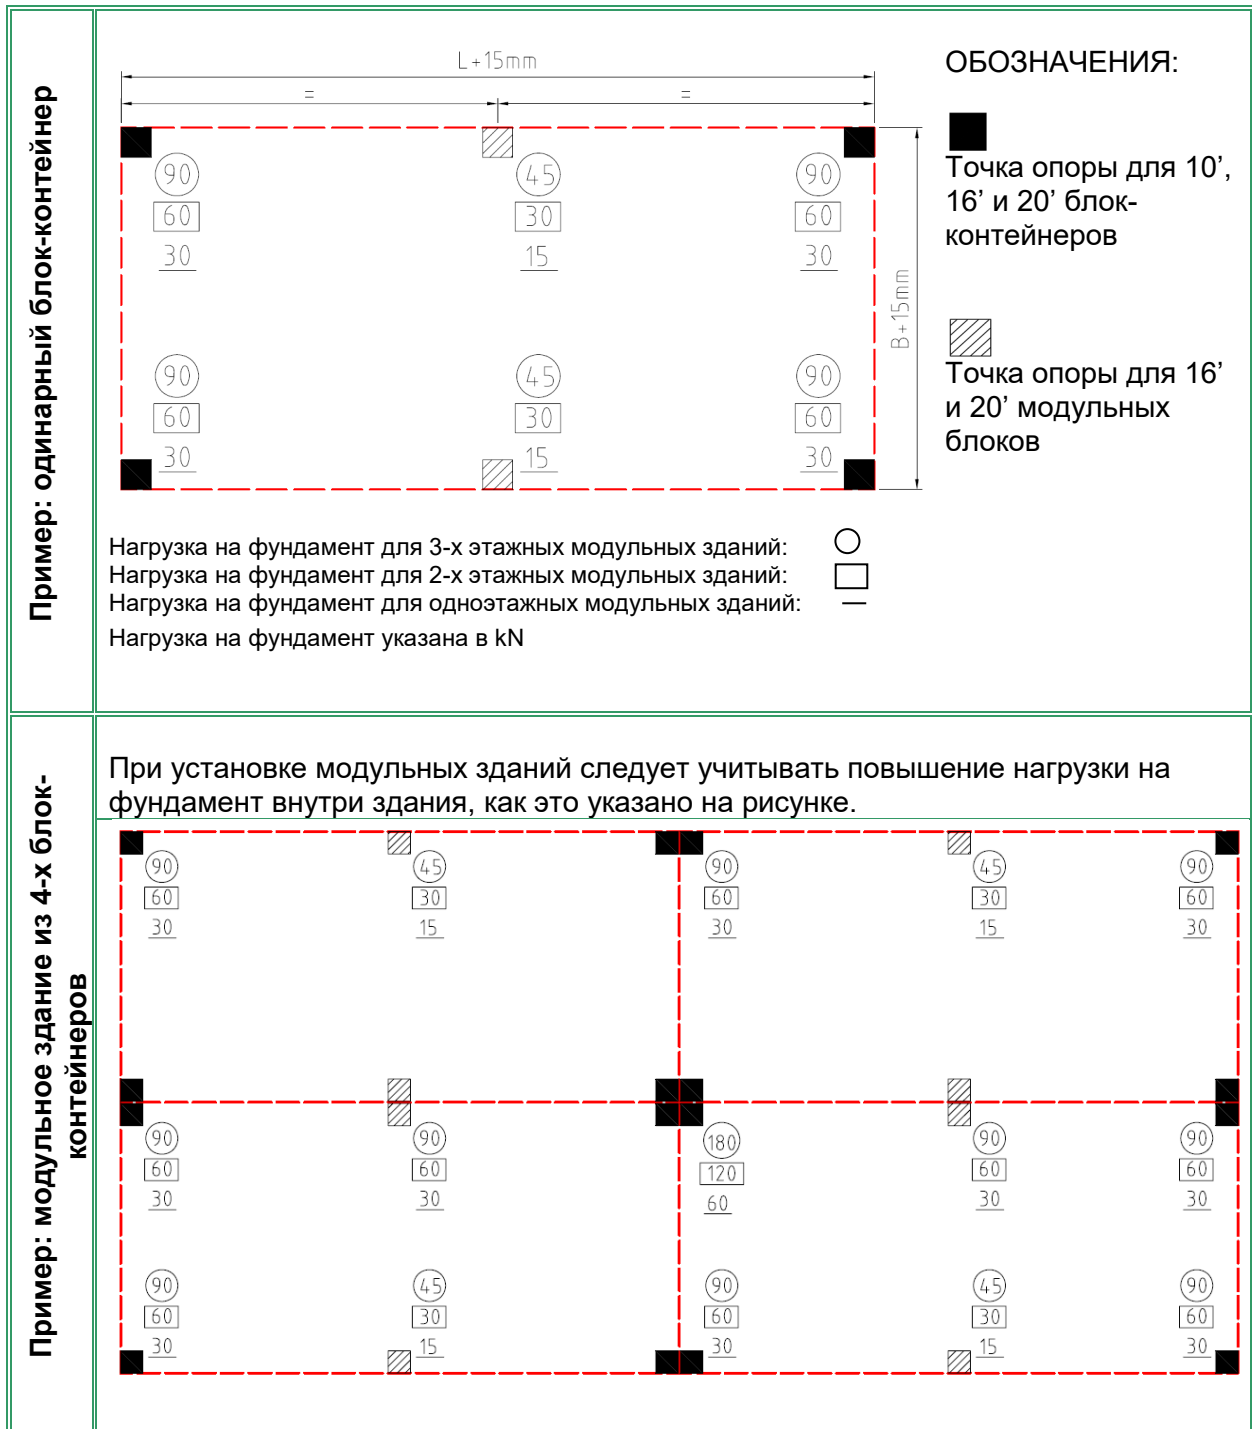 Пример: одинарный блок-контейнер
L+15mm
= =
90 45 90
60 30 60
30 15 30
B+15mm
90 45 90
60 30 60
30 15 30
ОБОЗНАЧЕНИЯ:
Точка опоры для 10’,
16’ и 20’ блок-
контейнеров
Точка опоры для 16’
и 20’ модульных
блоков
Нагрузка на фундамент для 3-х этажных модульных зданий:
Нагрузка на фундамент для 2-х этажных модульных зданий:
Нагрузка на фундамент для одноэтажных модульных зданий:
Нагрузка на фундамент указана в kN
Пример: модульное здание из 4-х блок-
контейнеров
При установке модульных зданий следует учитывать повышение нагрузки на
фундамент внутри здания, как это указано на рисунке.
90 45 90 45 90
60 30 60 30 60
30 15 30 15 30
90 90 180 90 90
60 60 120 60 60
30 30 60 30 30
90 45 90 45 90
60 30 60 30 60
30 15 30 15 30